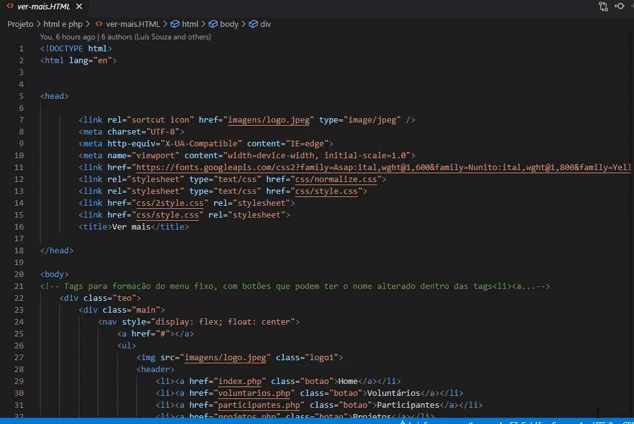 ver-mais.HTML ×
Projeto > html e php > ver-mais.HTML > html > body > div
You, 6 hours ago | 6 authors (Luís Souza and others)
1 <!DOCTYPE html>
2 <html lang="en">
3
4
5 <head>
6
7 <link rel="sortcut icon" href="imagens/logo.jpeg" type="image/jpeg" />
8 <meta charset="UTF-8">
9 <meta http-equiv="X-UA-Compatible" content="IE=edge">
10 <meta name="viewport" content="width=device-width, initial-scale=1.0">
11 <link href="https://fonts.googleapis.com/css2?family=Asap:ital,wght@1,600&family=Nunito:ital,wght@1,800&family=Yell
12 <link rel="stylesheet" type="text/css" href="css/normalize.css">
13 <link rel="stylesheet" type="text/css" href="css/style.css">
14 <link href="css/2style.css" rel="stylesheet">
15 <link href="css/style.css" rel="stylesheet">
16 <title>Ver mais</title>
17
18 </head>
19
20 <body>
21 <!-- Tags para formação do menu fixo, com botões que podem ter o nome alterado dentro das tags<li><a...-->
22 <div class="teo">
23 <div class="main">
24 <nav style="display: flex; float: center">
25 <a href="#"></a>
26 <ul>
27 <img src="imagens/logo.jpeg" class="logo1">
28 <header>
29 <li><a href="index.php" class="botao">Home</a></li>
30 <li><a href="voluntarios.php" class="botao">Voluntários</a></li>
31 <li><a href="participantes.php" class="botao">Participantes</a></li>
32 <li><a href="projetos.php" class="botao">Projetos</a></li>